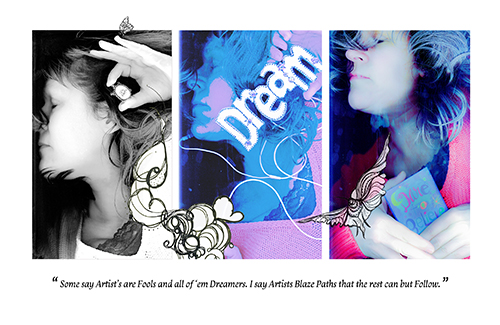 Dream
“ Some say Artist's are Fools and all of 'em Dreamers. I say Artists Blaze Paths that the rest can but Follow. ”